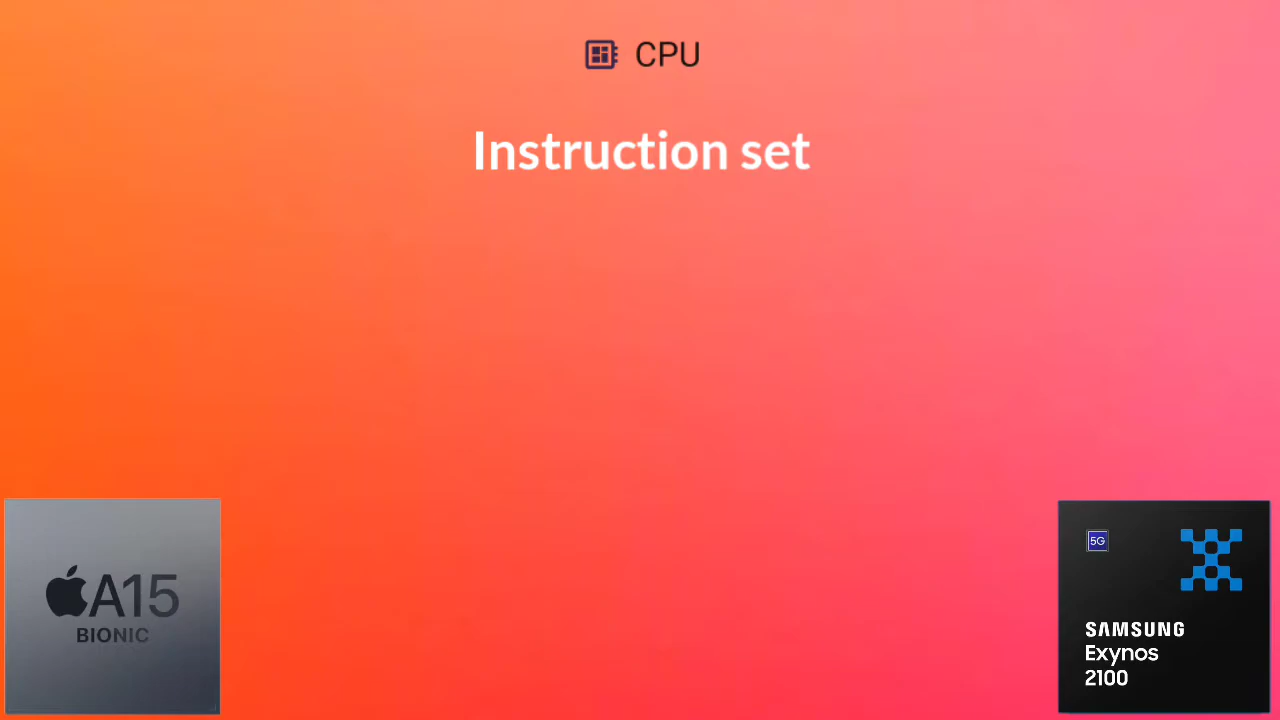 CPU
Instruction set
A15
BIONIC
5G
SAMSUNG
Exynos
2100